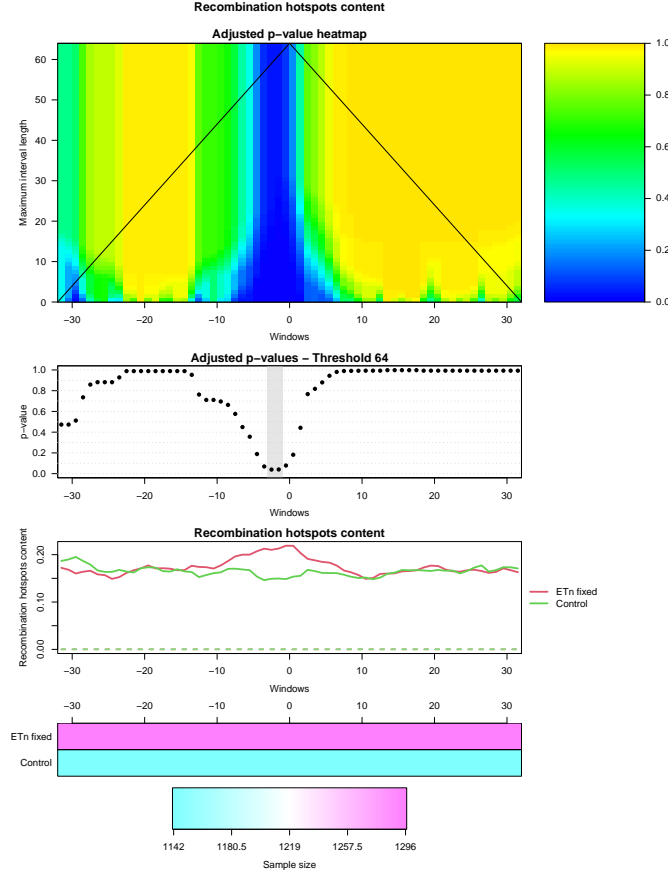 Recombination hotspots content
Adjusted p−value heatmap
Maximum interval length
0 10 20 30 40 50 60
−30 −20 −10 0 10 20 30
Windows
0.0 0.2 0.4 0.6 0.8 1.0
Adjusted p−values − Threshold 64
p−value
0.0 0.2 0.4 0.6 0.8 1.0
−30 −20 −10 0 10 20 30
Windows
Recombination hotspots content
Recombination hotspots content
0.00 0.10 0.20
−30 −20 −10 0 10 20 30
Windows
ETn fixed
Control
−30 −20 −10 0 10 20 30
ETn fixed
Control
1142 1180.5 1219 1257.5 1296
Sample size